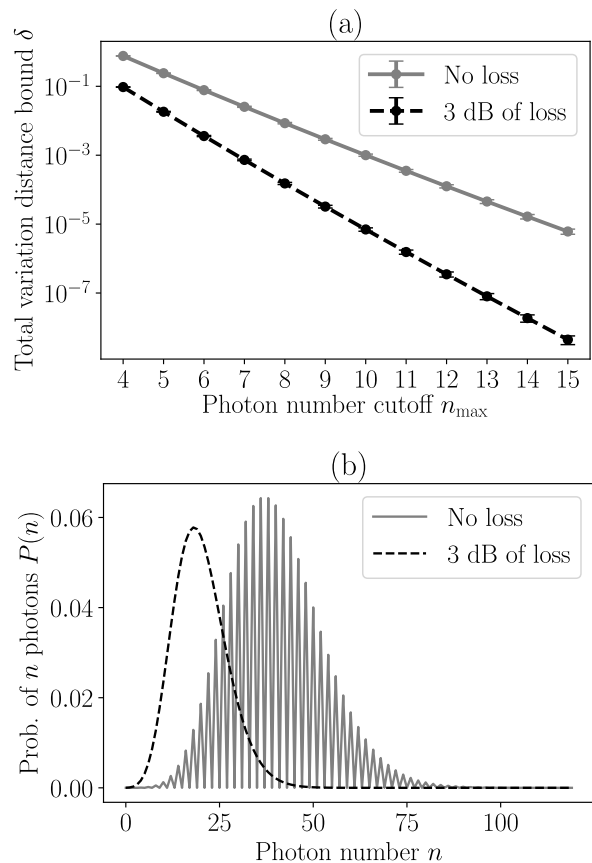 (a)
Total variation distance bound δ
10⁻¹
10⁻³
10⁻⁵
10⁻⁷
No loss
3 dB of loss
4 5 6 7 8 9 10 11 12 13 14 15
Photon number cutoff n_max
(b)
Prob. of n photons P(n)
0.06
0.04
0.02
0.00
No loss
3 dB of loss
0 25 50 75 100
Photon number n